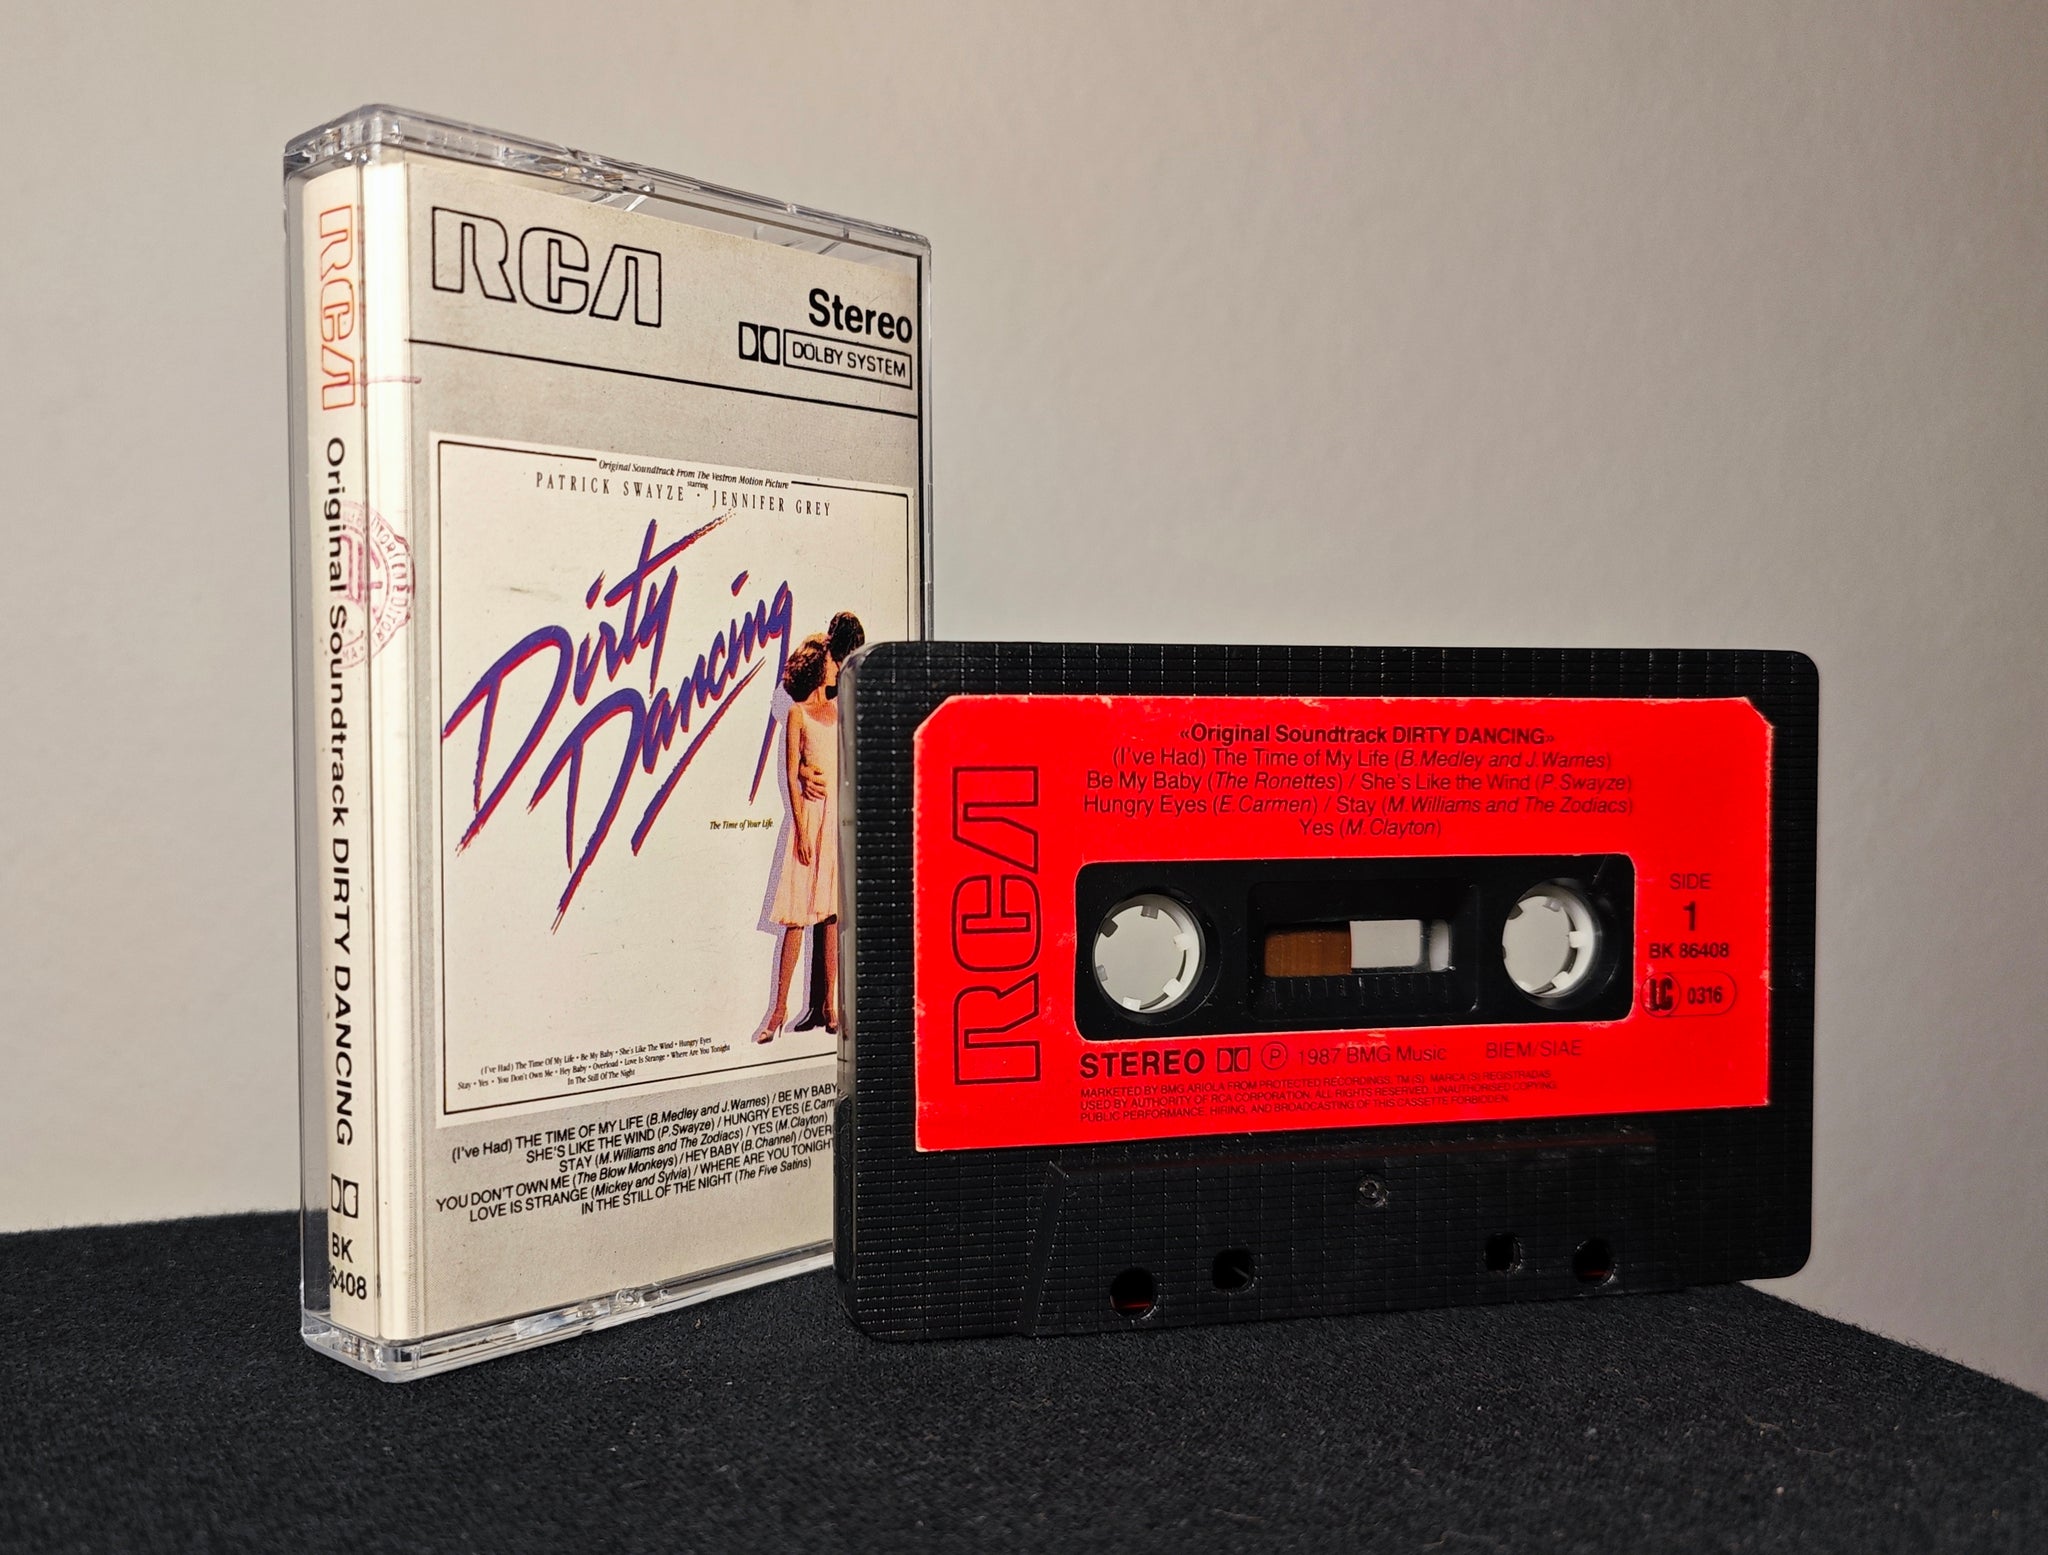 RCA
Original Soundtrack DIRTY DANCING
BK
86408
RCA
Stereo
DOLBY SYSTEM
Original Soundtrack From The Vestron Motion Picture
starring
PATRICK SWAYZE · JENNIFER GREY
Dirty
Dancing
The Time of Your Life
(I've Had) The Time Of My Life • Be My Baby • She's Like The Wind • Hungry Eyes
Stay • Yes • You Don't Own Me • Hey Baby • Overload • Love Is Strange • Where Are You Tonight
In The Still Of The Night
(I've Had) THE TIME OF MY LIFE (B.Medley and J.Warnes) / BE MY BABY
SHE'S LIKE THE WIND (P.Swayze) / HUNGRY EYES (E.Carm
STAY (M.Williams and The Zodiacs) / YES (M.Clayton)
YOU DON'T OWN ME (The Blow Monkeys) / HEY BABY (B.Channel) / OVER
LOVE IS STRANGE (Mickey and Sylvia) / WHERE ARE YOU TONIGHT
IN THE STILL OF THE NIGHT (The Five Satins)
RCA
«Original Soundtrack DIRTY DANCING»
(I've Had) The Time of My Life (B.Medley and J.Warnes)
Be My Baby (The Ronettes) / She's Like the Wind (P.Swayze)
Hungry Eyes (E.Carmen) / Stay (M.Williams and The Zodiacs)
Yes (M.Clayton)
SIDE
1
BK 86408
LC 0316
STEREO Ⓟ 1987 BMG Music BIEM/SIAE
MARKETED BY BMG ARIOLA FROM PROTECTED RECORDINGS. TM(S). MARCA(S) REGISTRADAS
USED BY AUTHORITY OF RCA CORPORATION. ALL RIGHTS RESERVED. UNAUTHORISED COPYING,
PUBLIC PERFORMANCE, HIRING, AND BROADCASTING OF THIS CASSETTE FORBIDDEN.